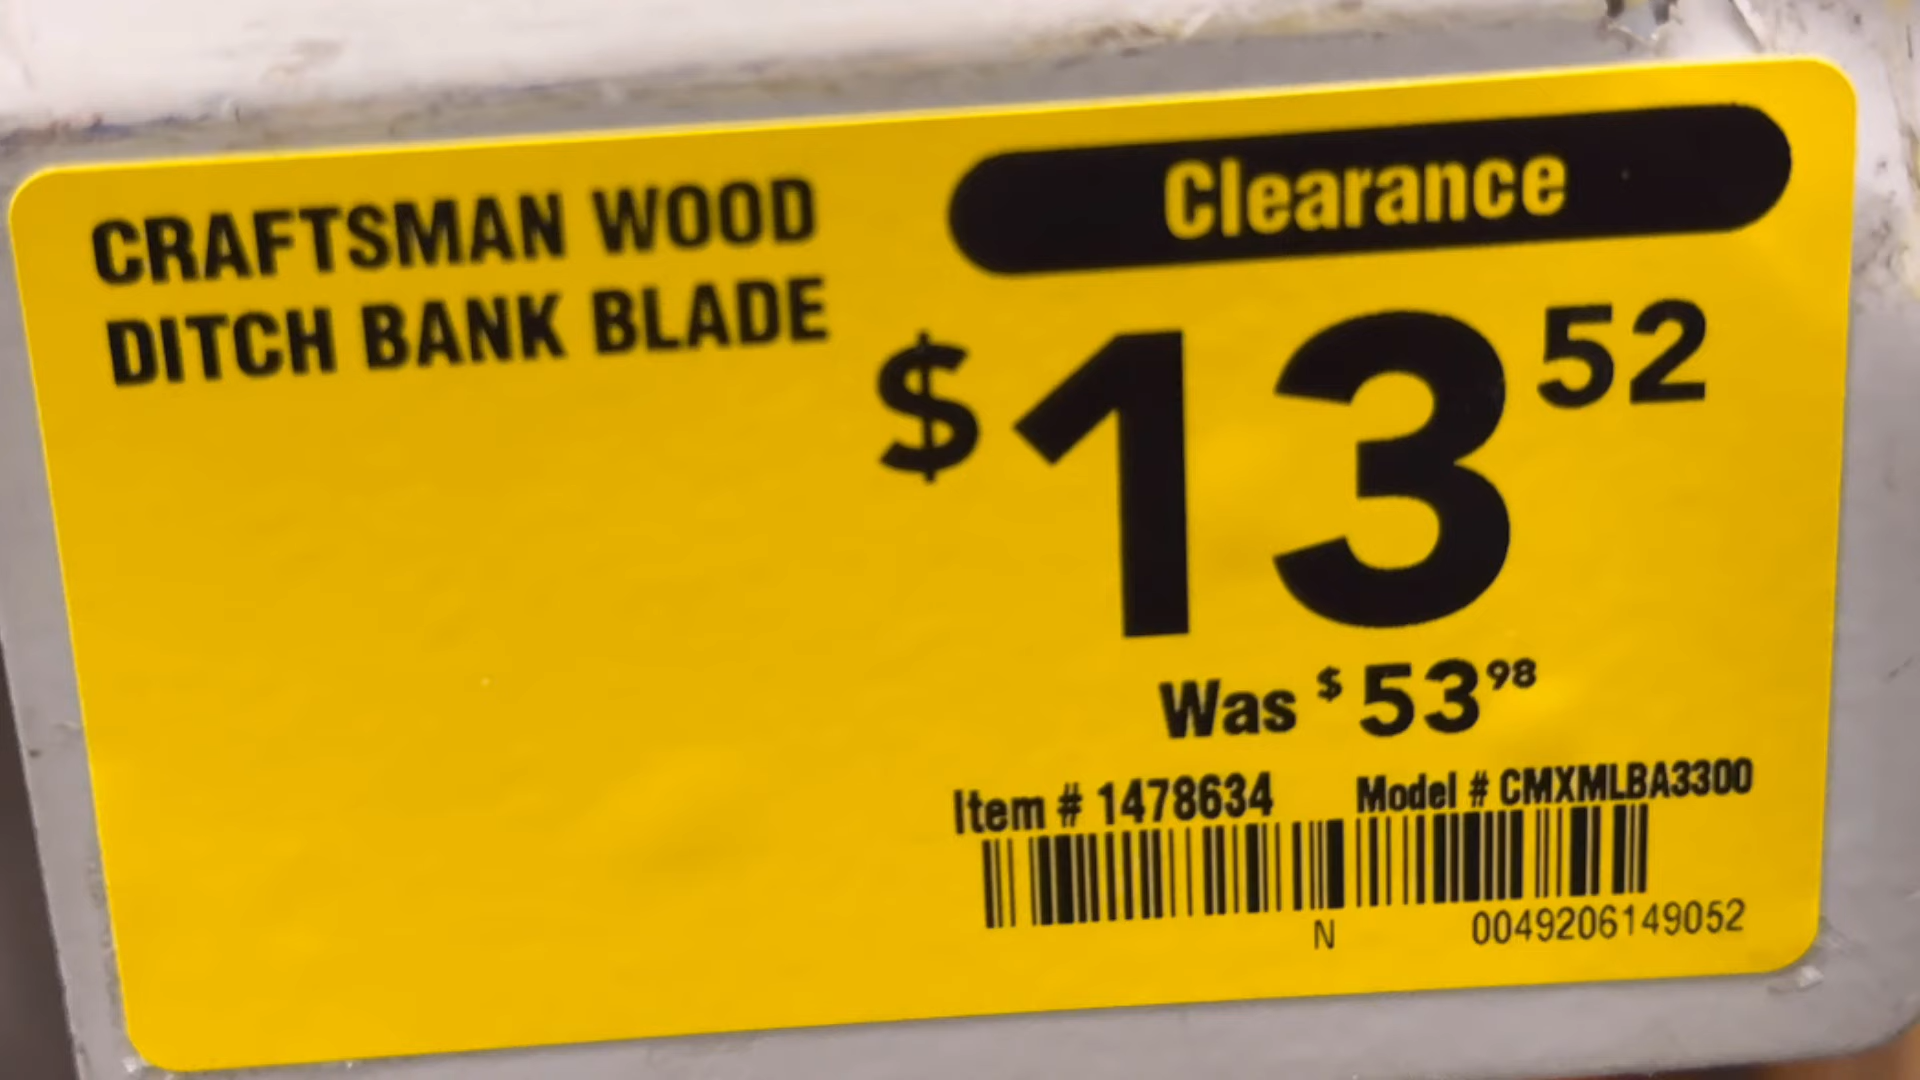 CRAFTSMAN WOOD
DITCH BANK BLADE
Clearance
$13 52
Was $53 98
Item # 1478634 Model # CMXMLBA3300
N 0049206149052